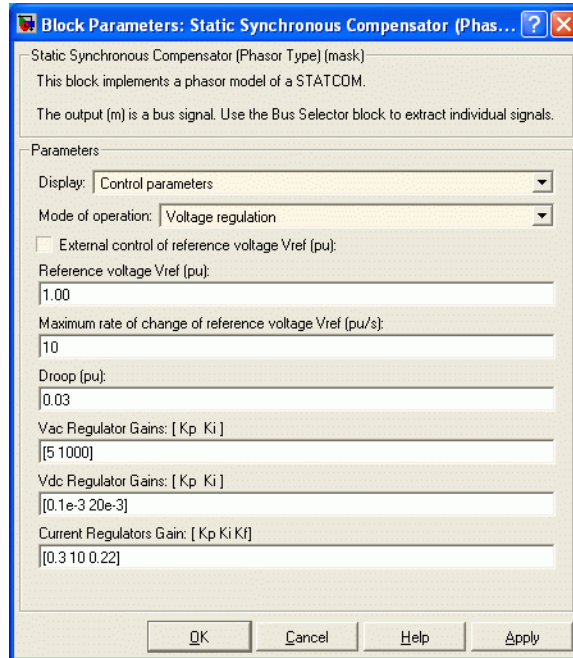 Block Parameters: Static Synchronous Compensator (Phas...
Static Synchronous Compensator (Phasor Type) (mask)
This block implements a phasor model of a STATCOM.
The output (m) is a bus signal. Use the Bus Selector block to extract individual signals.
Parameters
Display: Control parameters
Mode of operation: Voltage regulation
External control of reference voltage Vref (pu):
Reference voltage Vref (pu):
1.00
Maximum rate of change of reference voltage Vref (pu/s):
10
Droop (pu):
0.03
Vac Regulator Gains: [ Kp Ki ]
[5 1000]
Vdc Regulator Gains: [ Kp Ki ]
[0.1e-3 20e-3]
Current Regulators Gain: [ Kp Ki Kf]
[0.3 10 0.22]
OK Cancel Help Apply